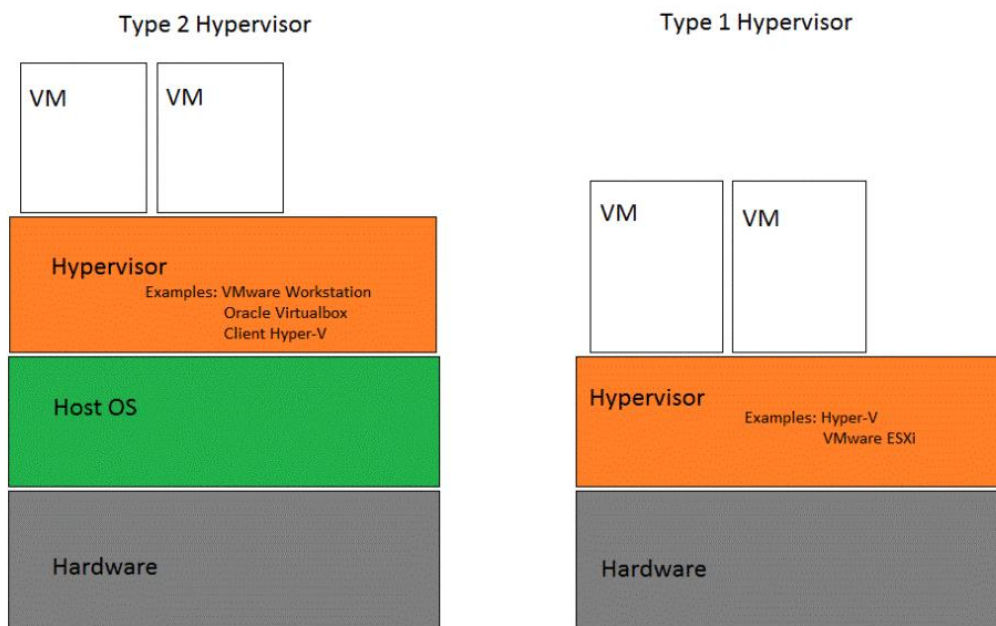 Type 2 Hypervisor
VM
VM
Hypervisor
Examples: VMware Workstation
Oracle Virtualbox
Client Hyper-V
Host OS
Hardware
Type 1 Hypervisor
VM
VM
Hypervisor
Examples: Hyper-V
VMware ESXi
Hardware